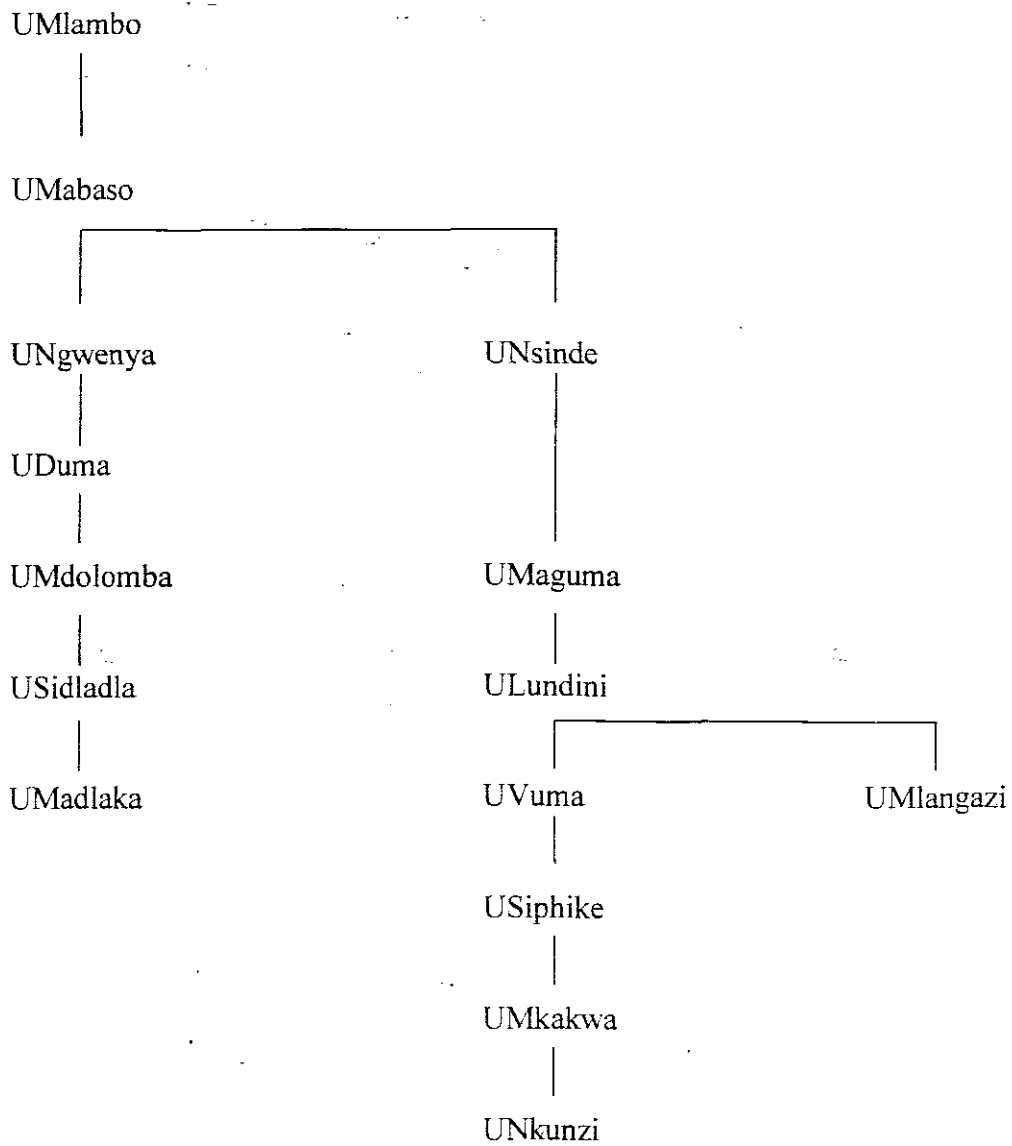 UMlambo
UMabaso
UNgwenya UNsinde
UDuma
UMdolomba UMaguma
USidladla ULundini
UMadlaka UVuma UMlangazi
USiphike
UMkakwa
UNkunzi